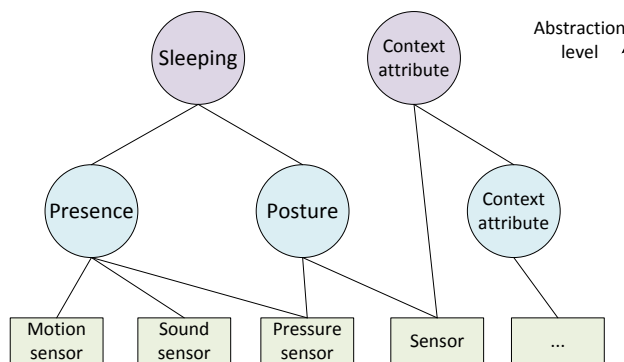 Sleeping
Context
attribute
Abstraction
level
Presence
Posture
Context
attribute
Motion
sensor
Sound
sensor
Pressure
sensor
Sensor
...